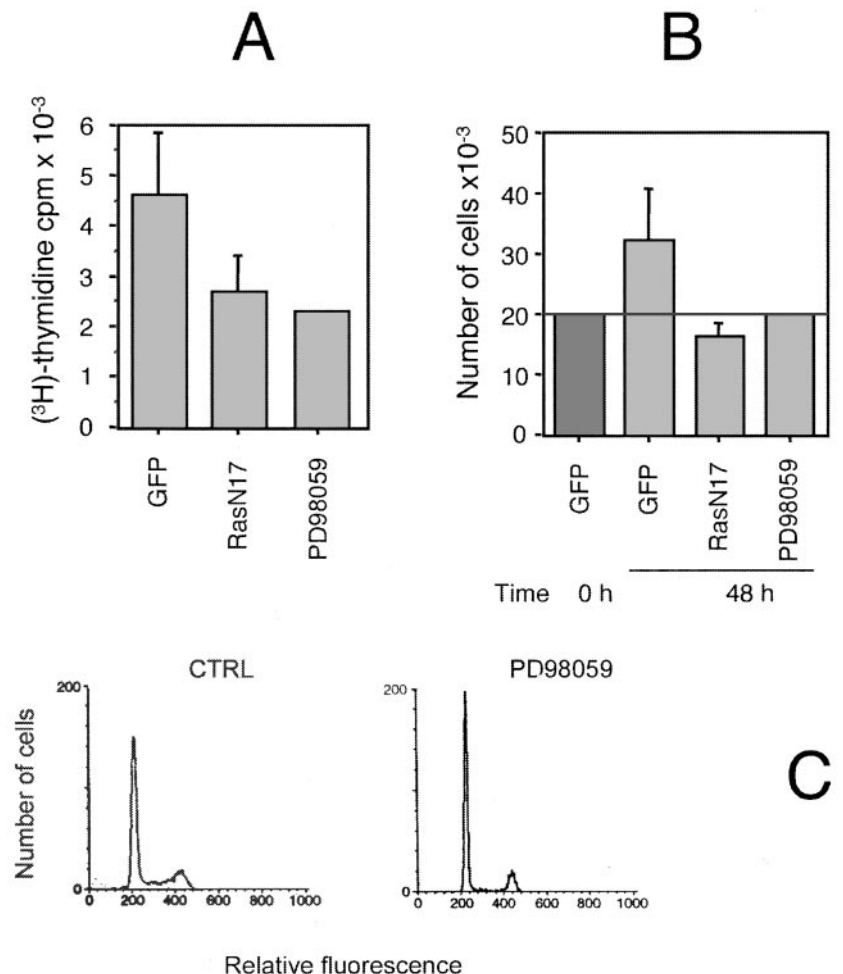 A
B
(³H)-thymidine cpm x 10⁻³
6
5
4
3
2
1
0
GFP
RasN17
PD98059
Number of cells x10⁻³
50
40
30
20
10
0
GFP
GFP
RasN17
PD98059
Time 0 h 48 h
CTRL
PD98059
C
Number of cells
200
0
0 200 400 600 800 1000
200
0
0 200 400 600 800 1000
Relative fluorescence